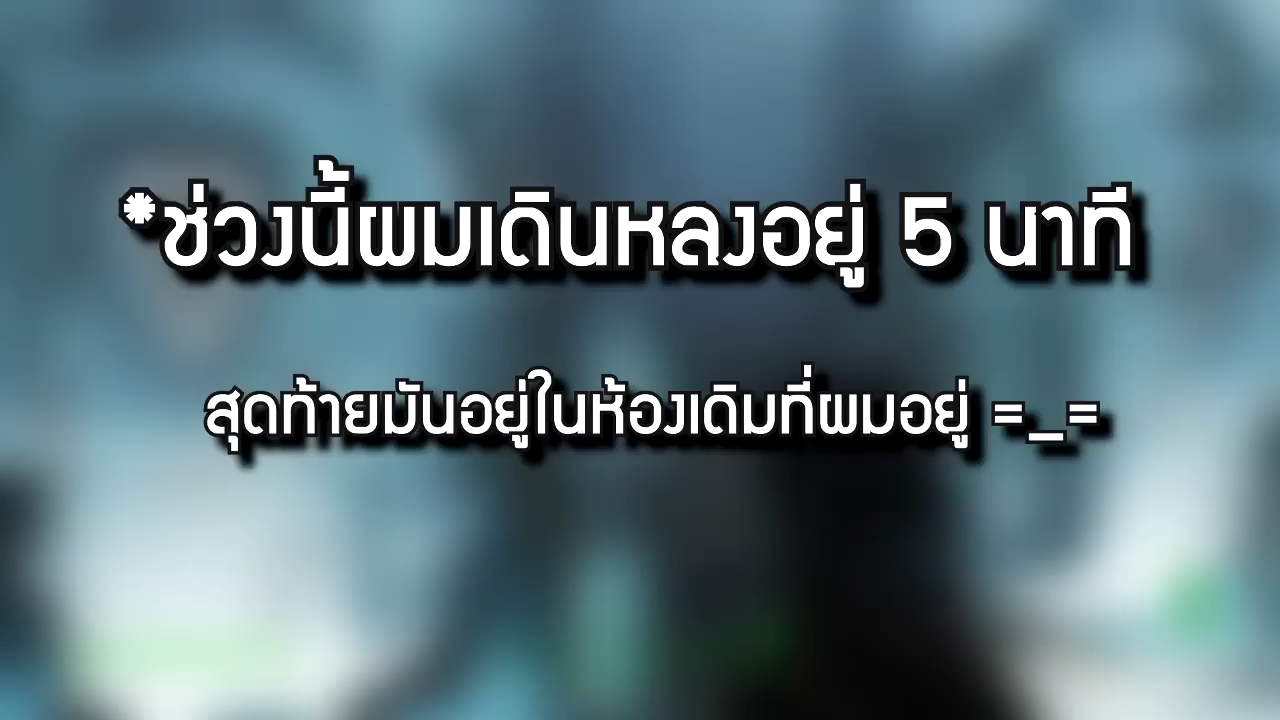 *ช่วงนี้ผมเดินหลงอยู่ 5 นาที
สุดท้ายมันอยู่ในห้องเดิมที่ผมอยู่ =_=